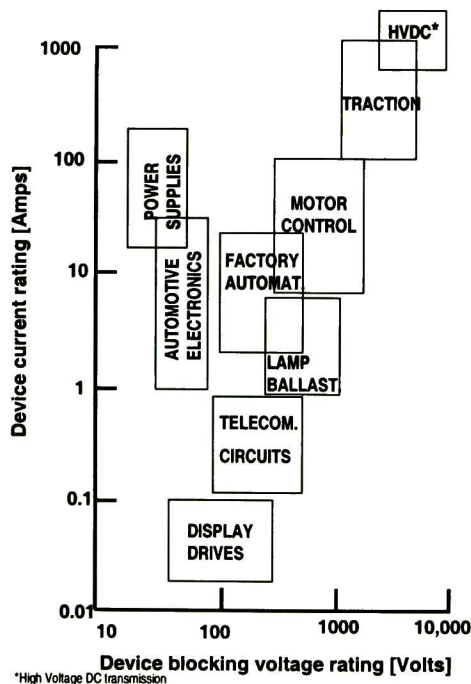 HVDC*
1000
TRACTION
100
POWER
SUPPLIES
MOTOR
CONTROL
FACTORY
AUTOMAT.
10
AUTOMOTIVE
ELECTRONICS
LAMP
BALLAST
1
TELECOM.
CIRCUITS
0.1
DISPLAY
DRIVES
0.01
10
100
1000
10,000
Device current rating [Amps]
Device blocking voltage rating [Volts]
*High Voltage DC transmission